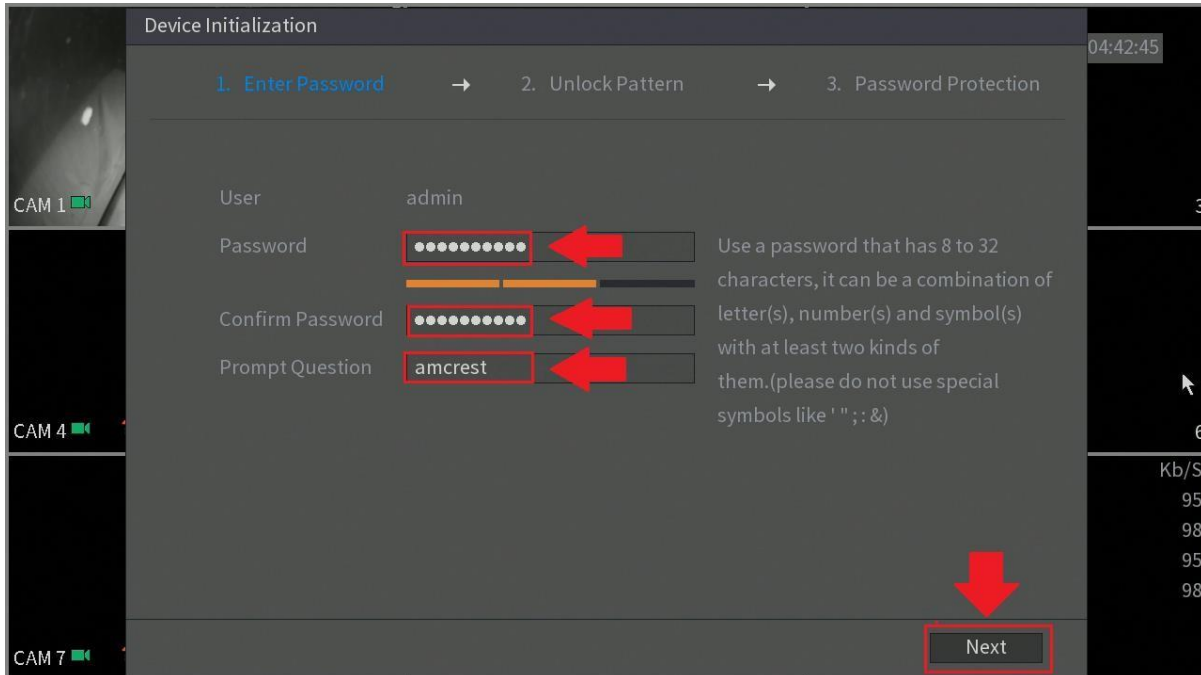 Device Initialization
04:42:45
1. Enter Password → 2. Unlock Pattern → 3. Password Protection
User admin
CAM 1
3
Password ●●●●●●●●●●
Use a password that has 8 to 32
characters, it can be a combination of
Confirm Password ●●●●●●●●●●
letter(s), number(s) and symbol(s)
with at least two kinds of
Prompt Question amcrest
them.(please do not use special
symbols like ' " ; : &)
CAM 4
6
Kb/S
95
98
95
98
Next
CAM 7